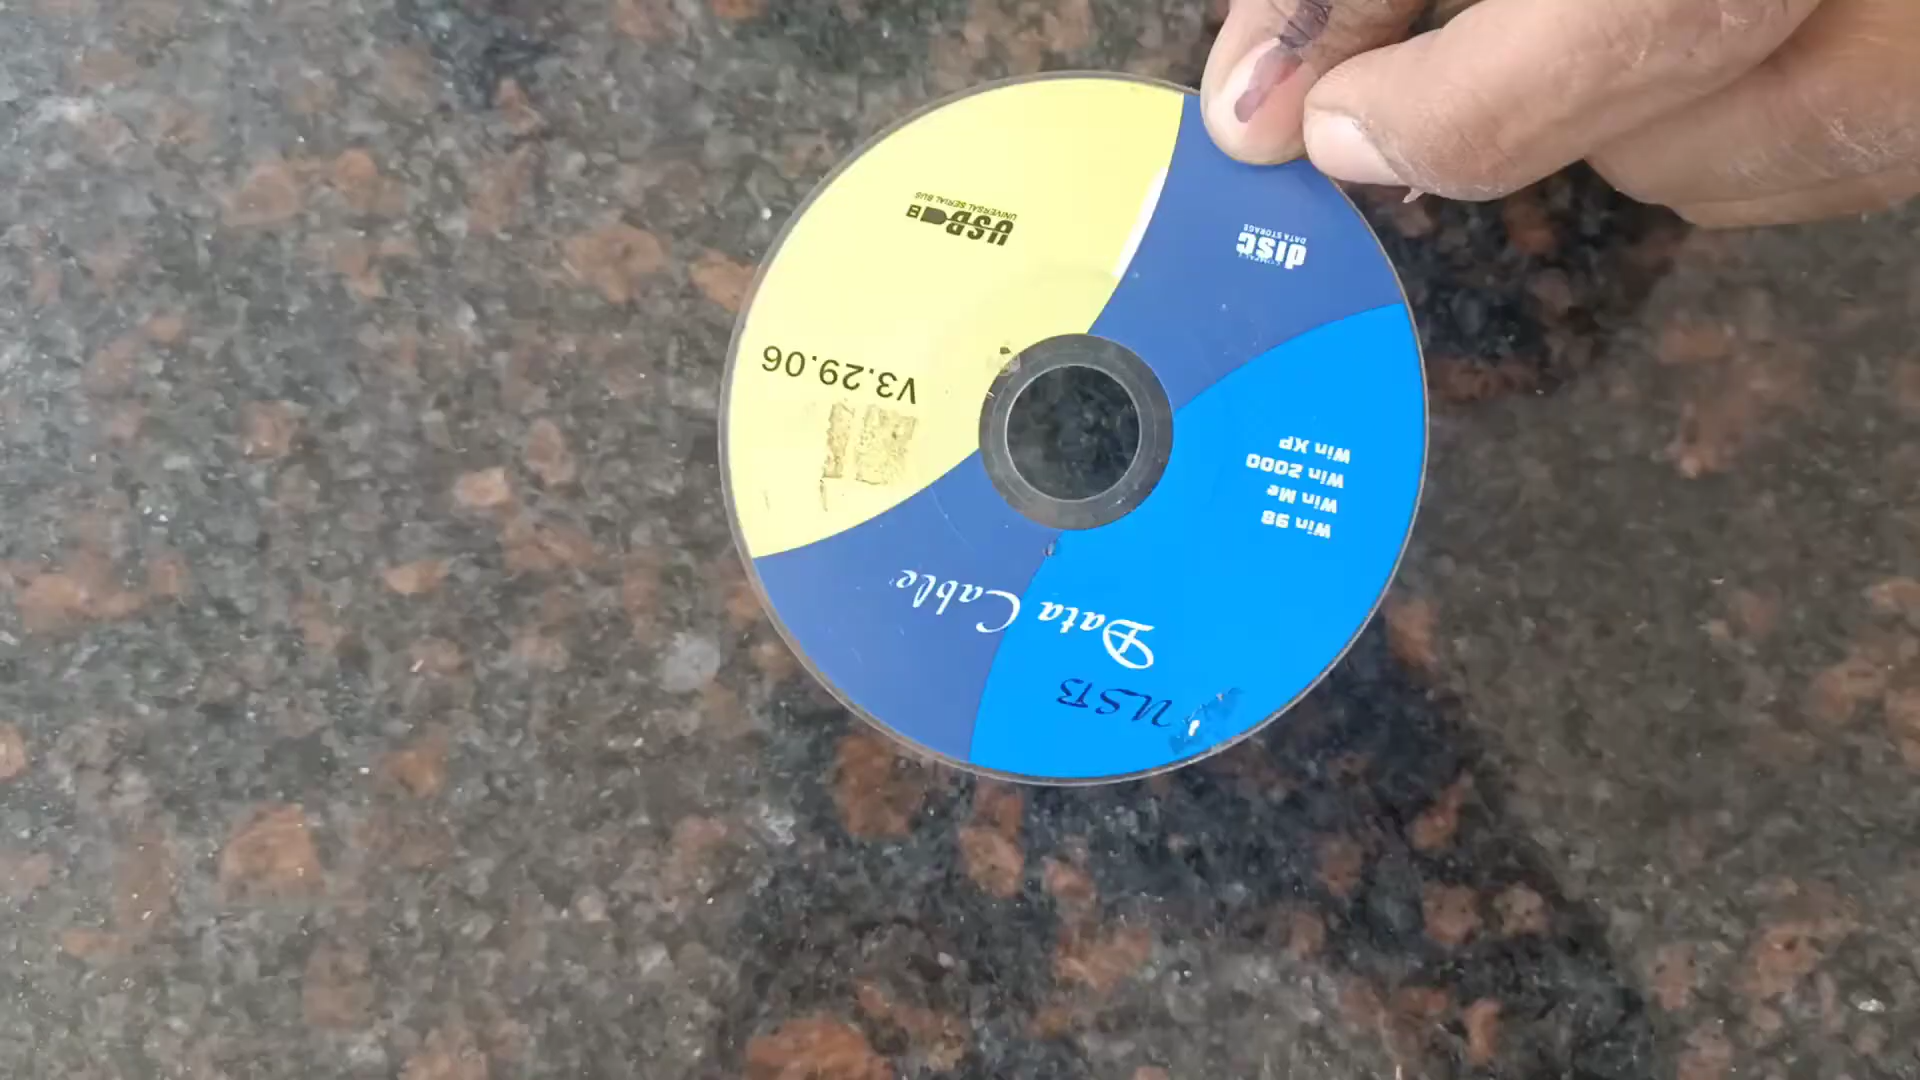 USB
Data Cable
Win 98
Win Me
Win 2000
Win XP
V3.29.06
COMPACT
disc
DATA STORAGE
USB
UNIVERSAL SERIAL BUS